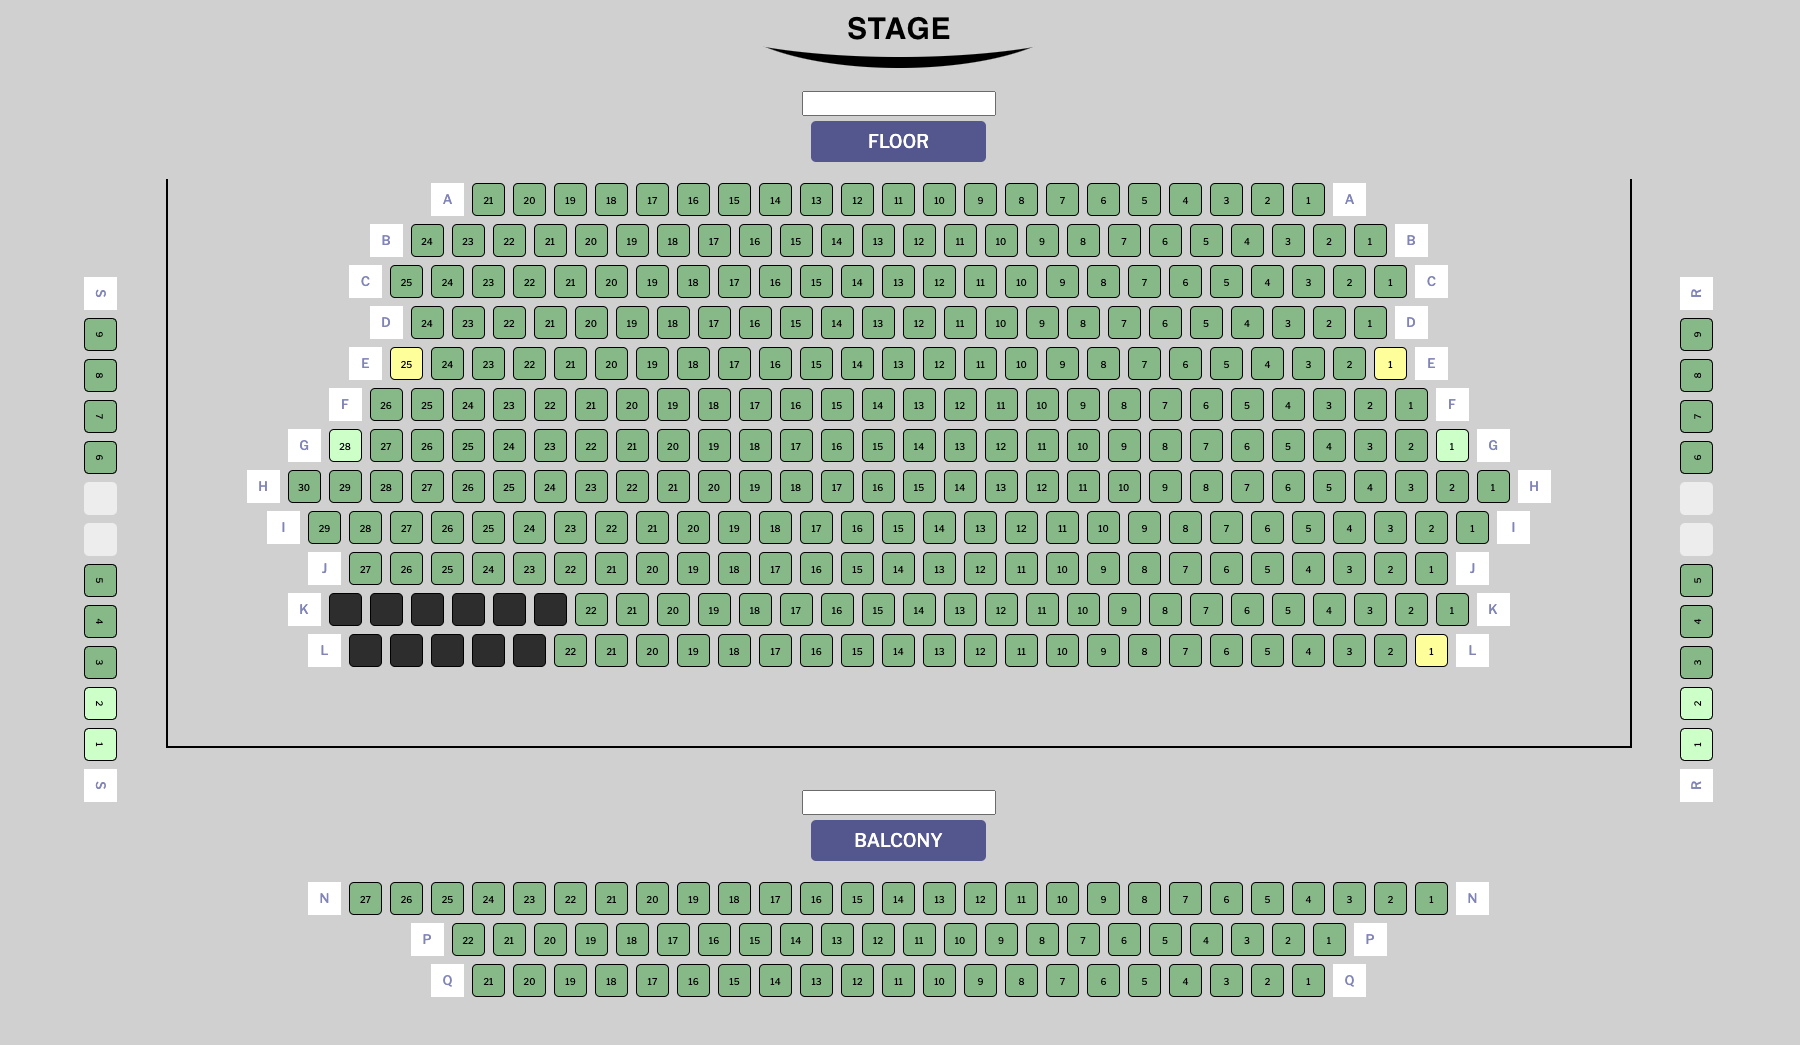 STAGE
FLOOR
A 21 20 19 18 17 16 15 14 13 12 11 10 9 8 7 6 5 4 3 2 1 A
B 24 23 22 21 20 19 18 17 16 15 14 13 12 11 10 9 8 7 6 5 4 3 2 1 B
C 25 24 23 22 21 20 19 18 17 16 15 14 13 12 11 10 9 8 7 6 5 4 3 2 1 C
D 24 23 22 21 20 19 18 17 16 15 14 13 12 11 10 9 8 7 6 5 4 3 2 1 D
E 25 24 23 22 21 20 19 18 17 16 15 14 13 12 11 10 9 8 7 6 5 4 3 2 1 E
F 26 25 24 23 22 21 20 19 18 17 16 15 14 13 12 11 10 9 8 7 6 5 4 3 2 1 F
G 28 27 26 25 24 23 22 21 20 19 18 17 16 15 14 13 12 11 10 9 8 7 6 5 4 3 2 1 G
H 30 29 28 27 26 25 24 23 22 21 20 19 18 17 16 15 14 13 12 11 10 9 8 7 6 5 4 3 2 1 H
I 29 28 27 26 25 24 23 22 21 20 19 18 17 16 15 14 13 12 11 10 9 8 7 6 5 4 3 2 1 I
J 27 26 25 24 23 22 21 20 19 18 17 16 15 14 13 12 11 10 9 8 7 6 5 4 3 2 1 J
K 22 21 20 19 18 17 16 15 14 13 12 11 10 9 8 7 6 5 4 3 2 1 K
L 22 21 20 19 18 17 16 15 14 13 12 11 10 9 8 7 6 5 4 3 2 1 L
S 9 8 7 6 5 4 3 2 1 S
R 9 8 7 6 5 4 3 2 1 R
BALCONY
N 27 26 25 24 23 22 21 20 19 18 17 16 15 14 13 12 11 10 9 8 7 6 5 4 3 2 1 N
P 22 21 20 19 18 17 16 15 14 13 12 11 10 9 8 7 6 5 4 3 2 1 P
Q 21 20 19 18 17 16 15 14 13 12 11 10 9 8 7 6 5 4 3 2 1 Q